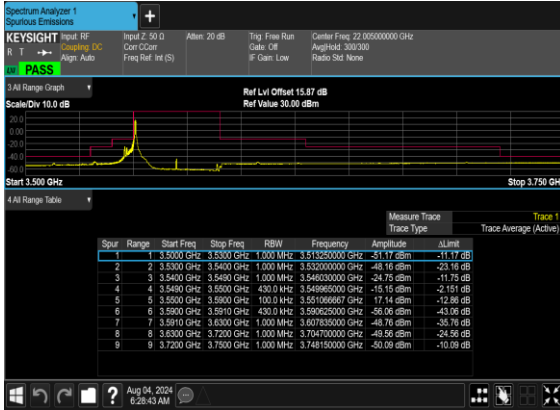 Spectrum Analyzer 1
Spurious Emissions
+
KEYSIGHT Input: RF Input Z: 50 Ω Atten: 20 dB Trig: Free Run Center Freq: 22.005000000 GHz
R T Coupling: DC Corr CCorr Gate: Off Avg|Hold: 300/300
Align: Auto Freq Ref: Int (S) IF Gain: Low Radio Std: None
LNI PASS
3 All Range Graph
Ref Lvl Offset 15.87 dB
Scale/Div 10.0 dB Ref Value 30.00 dBm
20.0
0.00
-20.0
-40.0
-60.0
Start 3.500 GHz Stop 3.750 GH
4 All Range Table
Measure Trace Trace 1
Trace Type Trace Average (Active)
Spur Range Start Freq Stop Freq RBW Frequency Amplitude ΔLimit
1 1 3.5000 GHz 3.5300 GHz 1.000 MHz 3.513250000 GHz -51.17 dBm -11.17 dB
2 2 3.5300 GHz 3.5400 GHz 1.000 MHz 3.532000000 GHz -48.16 dBm -23.16 dB
3 3 3.5400 GHz 3.5490 GHz 1.000 MHz 3.546030000 GHz -24.75 dBm -11.75 dB
4 4 3.5490 GHz 3.5500 GHz 430.0 kHz 3.549965000 GHz -15.15 dBm -2.151 dB
5 5 3.5500 GHz 3.5900 GHz 100.0 kHz 3.551066667 GHz 17.14 dBm -12.86 dB
6 6 3.5900 GHz 3.5910 GHz 430.0 kHz 3.590625000 GHz -56.06 dBm -43.06 dB
7 7 3.5910 GHz 3.6300 GHz 1.000 MHz 3.607835000 GHz -48.76 dBm -35.76 dB
8 8 3.6300 GHz 3.7200 GHz 1.000 MHz 3.704700000 GHz -49.56 dBm -24.56 dB
9 9 3.7200 GHz 3.7500 GHz 1.000 MHz 3.748150000 GHz -50.09 dBm -10.09 dB
? Aug 04, 2024
6:28:43 AM